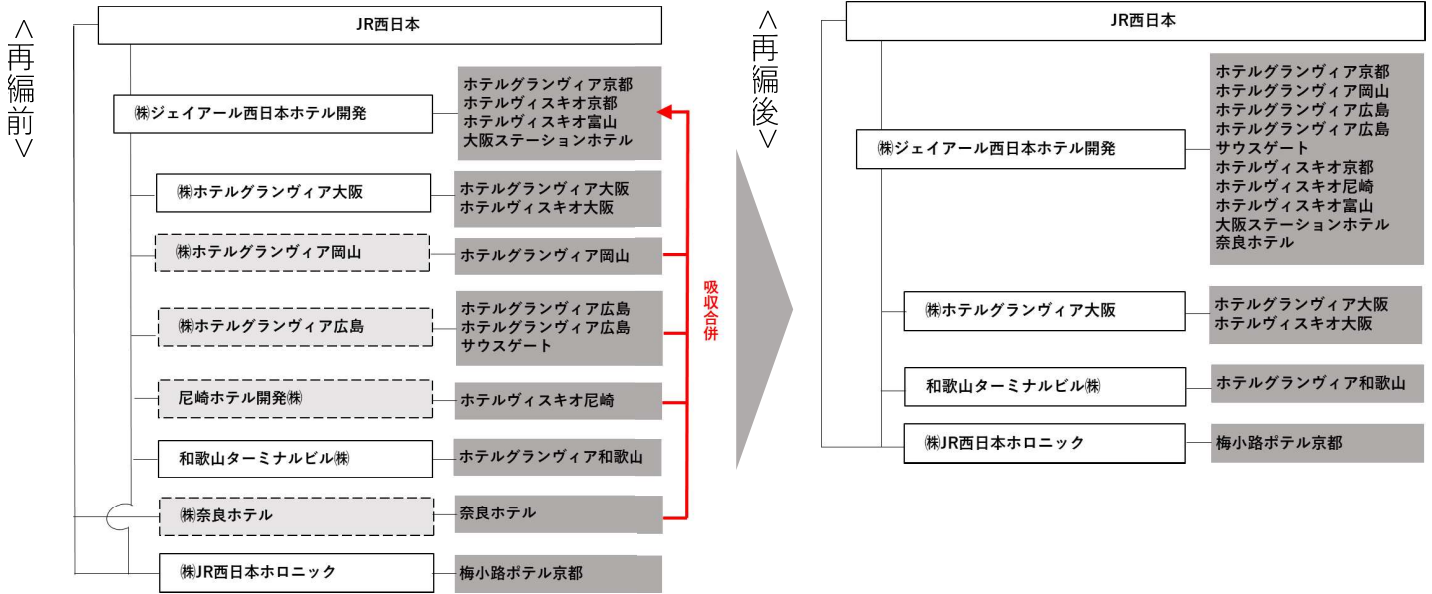 <再編前>
JR西日本
㈱ジェイアール西日本ホテル開発
ホテルグランヴィア京都
ホテルヴィスキオ京都
ホテルヴィスキオ富山
大阪ステーションホテル
㈱ホテルグランヴィア大阪
ホテルグランヴィア大阪
ホテルヴィスキオ大阪
㈱ホテルグランヴィア岡山
ホテルグランヴィア岡山
㈱ホテルグランヴィア広島
ホテルグランヴィア広島
ホテルグランヴィア広島
サウスゲート
尼崎ホテル開発㈱
ホテルヴィスキオ尼崎
和歌山ターミナルビル㈱
ホテルグランヴィア和歌山
㈱奈良ホテル
奈良ホテル
㈱JR西日本ホロニック
梅小路ポテル京都
吸収合併
<再編後>
JR西日本
㈱ジェイアール西日本ホテル開発
ホテルグランヴィア京都
ホテルグランヴィア岡山
ホテルグランヴィア広島
ホテルグランヴィア広島
サウスゲート
ホテルヴィスキオ京都
ホテルヴィスキオ尼崎
ホテルヴィスキオ富山
大阪ステーションホテル
奈良ホテル
㈱ホテルグランヴィア大阪
ホテルグランヴィア大阪
ホテルヴィスキオ大阪
和歌山ターミナルビル㈱
ホテルグランヴィア和歌山
㈱JR西日本ホロニック
梅小路ポテル京都